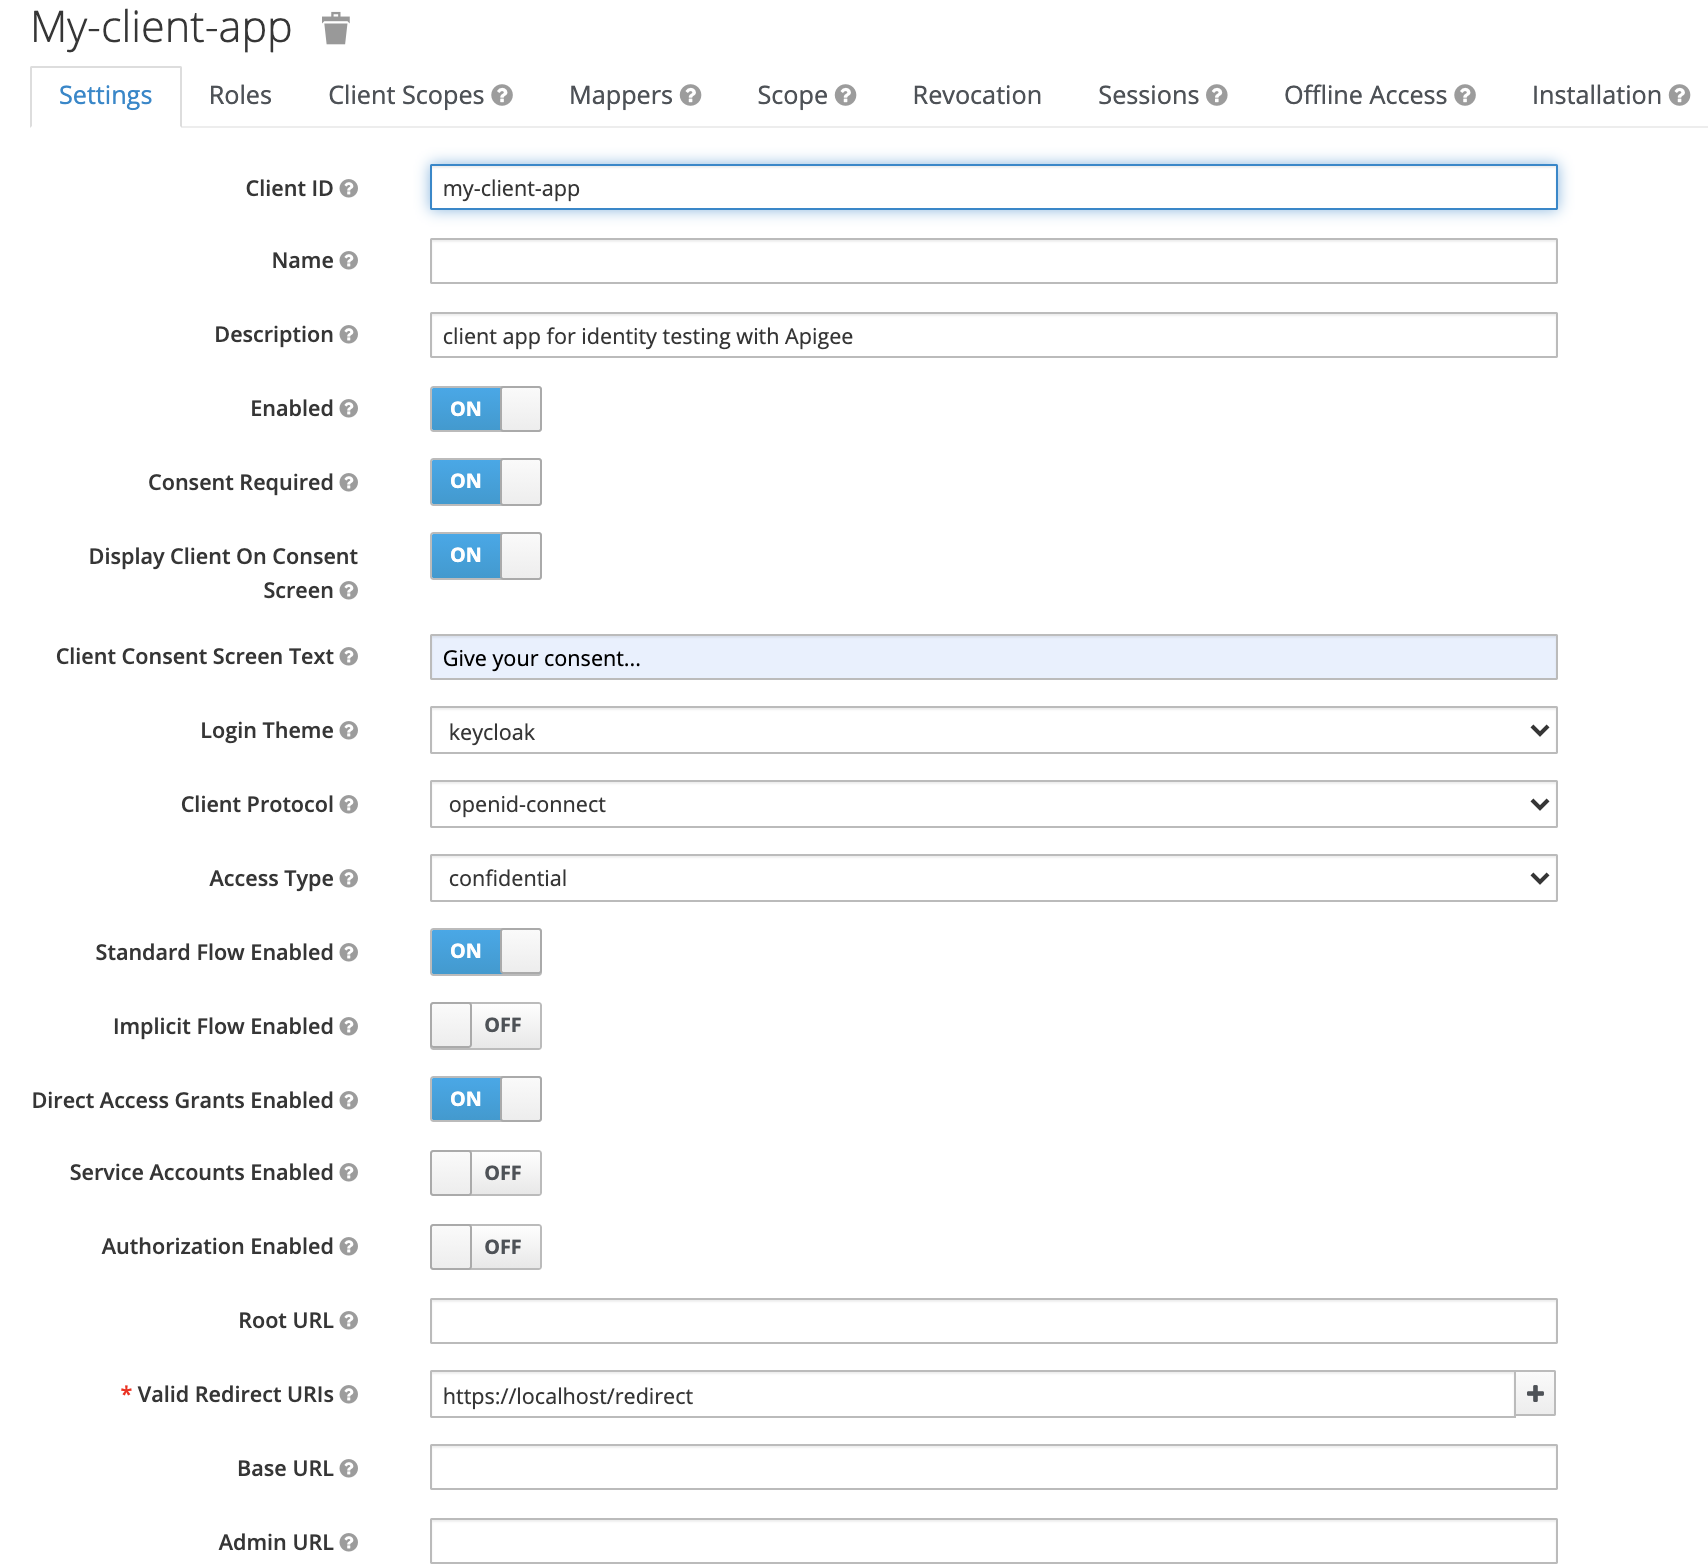 My-client-app
Settings Roles Client Scopes ? Mappers ? Scope ? Revocation Sessions ? Offline Access ? Installation ?
Client ID ? my-client-app
Name ?
Description ? client app for identity testing with Apigee
Enabled ? ON
Consent Required ? ON
Display Client On Consent ON
Screen ?
Client Consent Screen Text ? Give your consent...
Login Theme ? keycloak
Client Protocol ? openid-connect
Access Type ? confidential
Standard Flow Enabled ? ON
Implicit Flow Enabled ? OFF
Direct Access Grants Enabled ? ON
Service Accounts Enabled ? OFF
Authorization Enabled ? OFF
Root URL ?
* Valid Redirect URIs ? https://localhost/redirect +
Base URL ?
Admin URL ?